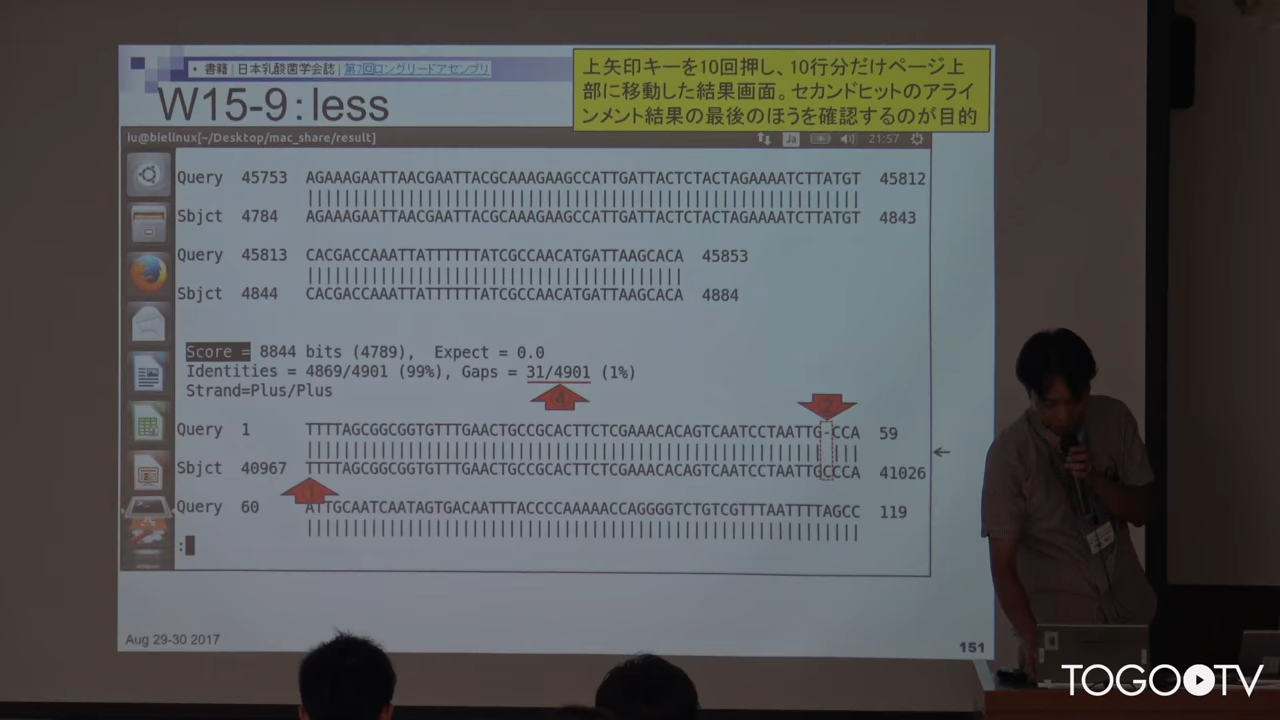 ・ 書籍 | 日本乳酸菌学会誌 | 第7回ロングリードアセンブリ
W15-9：less
上矢印キーを10回押し、10行分だけページ上
部に移動した結果画面。セカンドヒットのアライ
ンメント結果の最後のほうを確認するのが目的
iu@bielinux[~/Desktop/mac_share/result]
Ja 21:57
Query 45753 AGAAAGAATTAACGAATTACGCAAAGAAGCCATTGATTACTCTACTAGAAAATCTTATGT 45812
||||||||||||||||||||||||||||||||||||||||||||||||||||||||||||
Sbjct 4784 AGAAAGAATTAACGAATTACGCAAAGAAGCCATTGATTACTCTACTAGAAAATCTTATGT 4843
Query 45813 CACGACCAAATTATTTTTTATCGCCAACATGATTAAGCACA 45853
|||||||||||||||||||||||||||||||||||||||||
Sbjct 4844 CACGACCAAATTATTTTTTATCGCCAACATGATTAAGCACA 4884
Score = 8844 bits (4789), Expect = 0.0
Identities = 4869/4901 (99%), Gaps = 31/4901 (1%)
Strand=Plus/Plus
④
②
Query 1 TTTTAGCGGCGGTGTTTGAACTGCCGCACTTCTCGAAACACAGTCAATCCTAATTG-CCA 59
|||||||||||||||||||||||||||||||||||||||||||||||||||||||| |||
Sbjct 40967 TTTTAGCGGCGGTGTTTGAACTGCCGCACTTCTCGAAACACAGTCAATCCTAATTGCCCA 41026
①
Query 60 ATTGCAATCAATAGTGACAATTTACCCCAAAAACCAGGGGTCTGTCGTTTAATTTTAGCC 119
||||||||||||||||||||||||||||||||||||||||||||||||||||||||||||
:
Aug 29-30 2017
151
TOGO TV